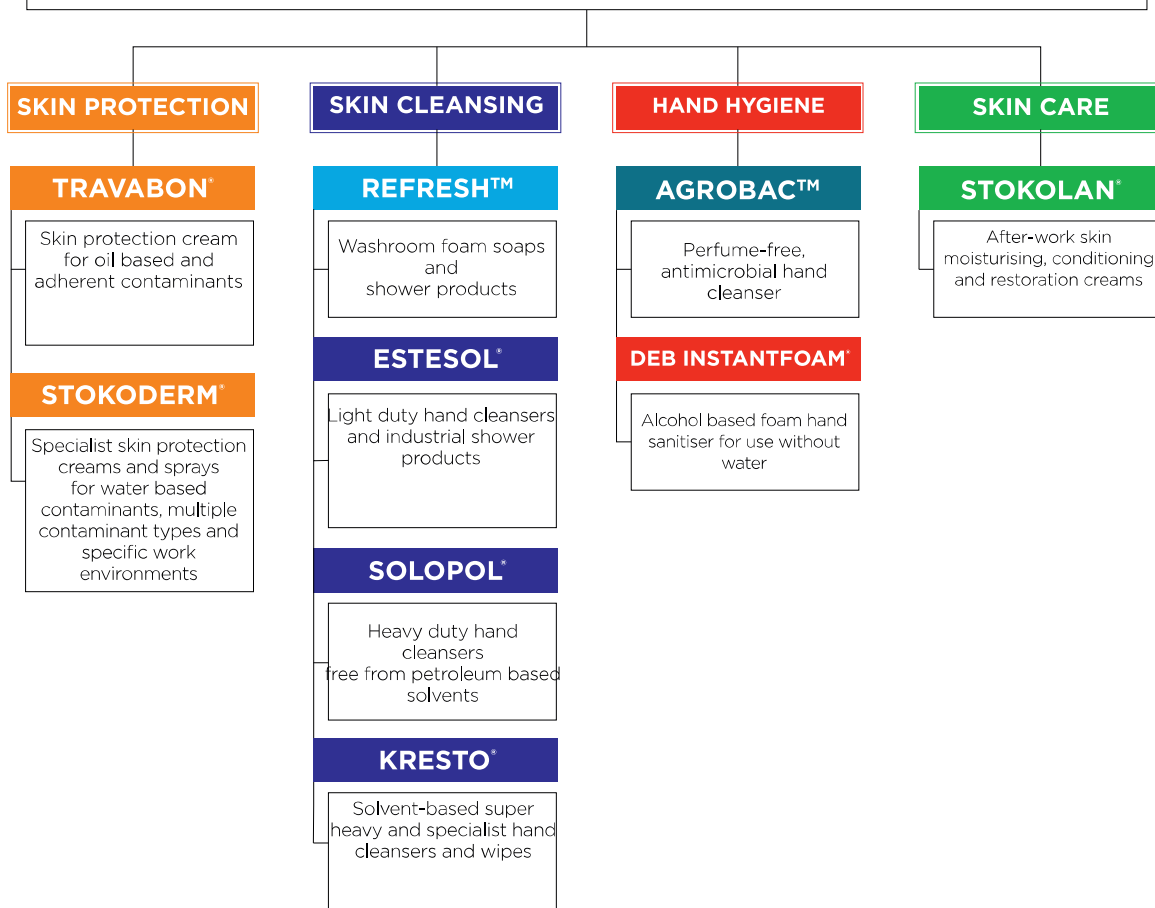 SKIN PROTECTION
SKIN CLEANSING
HAND HYGIENE
SKIN CARE
TRAVABON®
Skin protection cream
for oil based and
adherent contaminants
STOKODERM®
Specialist skin protection
creams and sprays
for water based
contaminants, multiple
contaminant types and
specific work
environments
REFRESH™
Washroom foam soaps
and
shower products
ESTESOL®
Light duty hand cleansers
and industrial shower
products
SOLOPOL®
Heavy duty hand
cleansers
free from petroleum based
solvents
KRESTO®
Solvent-based super
heavy and specialist hand
cleansers and wipes
AGROBAC™
Perfume-free,
antimicrobial hand
cleanser
DEB INSTANTFOAM®
Alcohol based foam hand
sanitiser for use without
water
STOKOLAN®
After-work skin
moisturising, conditioning
and restoration creams